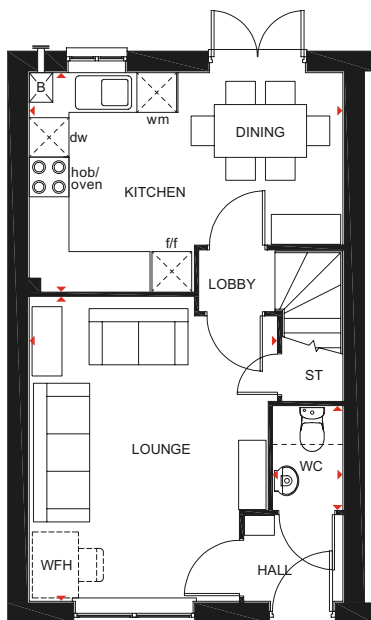 B
wm
DINING
dw
hob/
oven
KITCHEN
f/f
LOBBY
ST
LOUNGE
WC
WFH
HALL